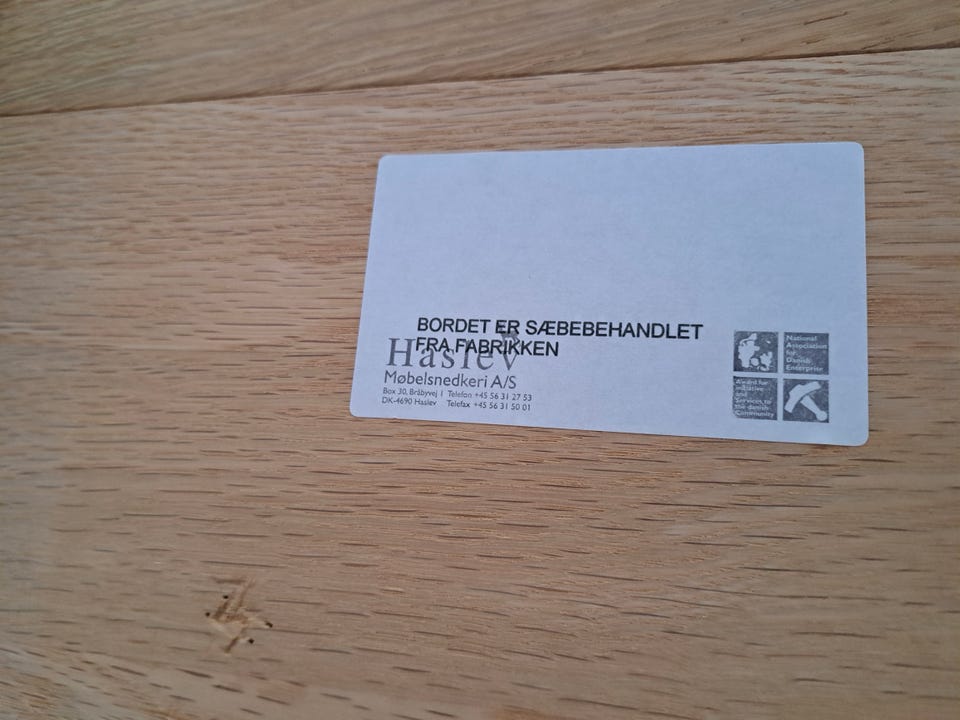 BORDET ER SÆBEBEHANDLET
FRA FABRIKKEN
Haslev
Møbelsnedkeri A/S
Box 30, Bråbyvej 1 Telefon +45 56 31 27 53
DK-4690 Haslev Telefax +45 56 31 50 01
National
Association
for
Danish
Enterprise
Award for
initiative
and
Services to
the danish
Community